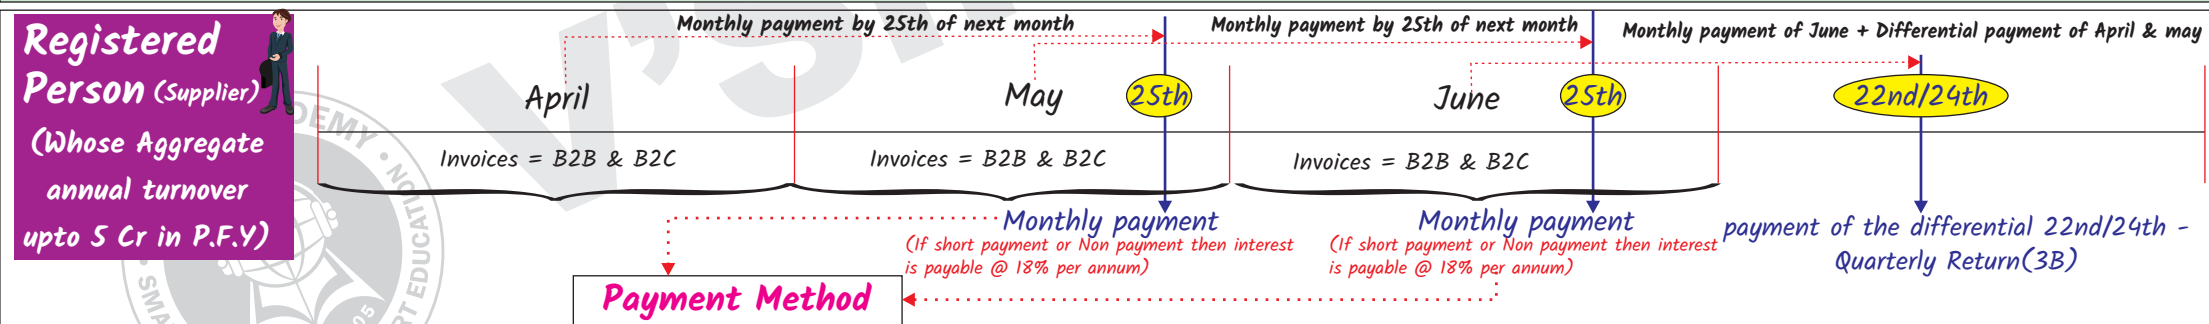 Monthly payment by 25th of next month
Monthly payment by 25th of next month
Monthly payment of June + Differential payment of April & may
Registered
Person (Supplier)
(Whose Aggregate
annual turnover
upto 5 Cr in P.F.Y)
April
May
25th
June
25th
22nd/24th
Invoices = B2B & B2C
Invoices = B2B & B2C
Invoices = B2B & B2C
Monthly payment
(If short payment or Non payment then interest
is payable @ 18% per annum)
Monthly payment
(If short payment or Non payment then interest
is payable @ 18% per annum)
payment of the differential 22nd/24th -
Quarterly Return(3B)
Payment Method